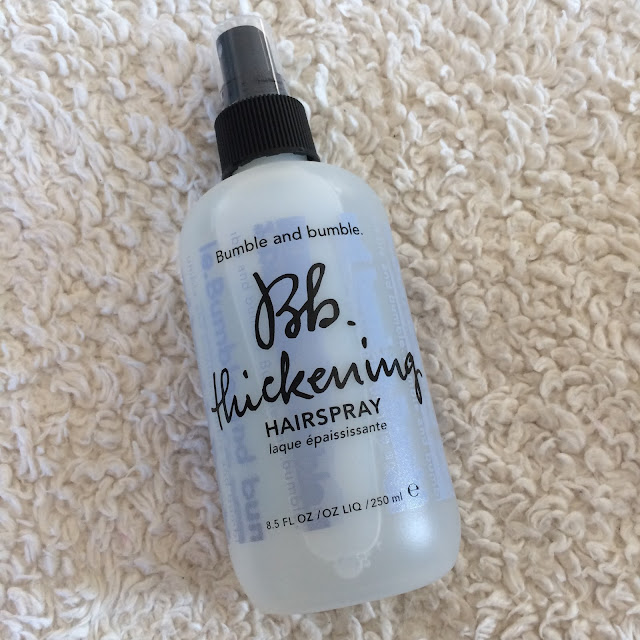 Bumble and bumble.
Bb.
thickening
HAIRSPRAY
laque épaississante
8.5 FL OZ /OZ LIQ /250 ml ℮